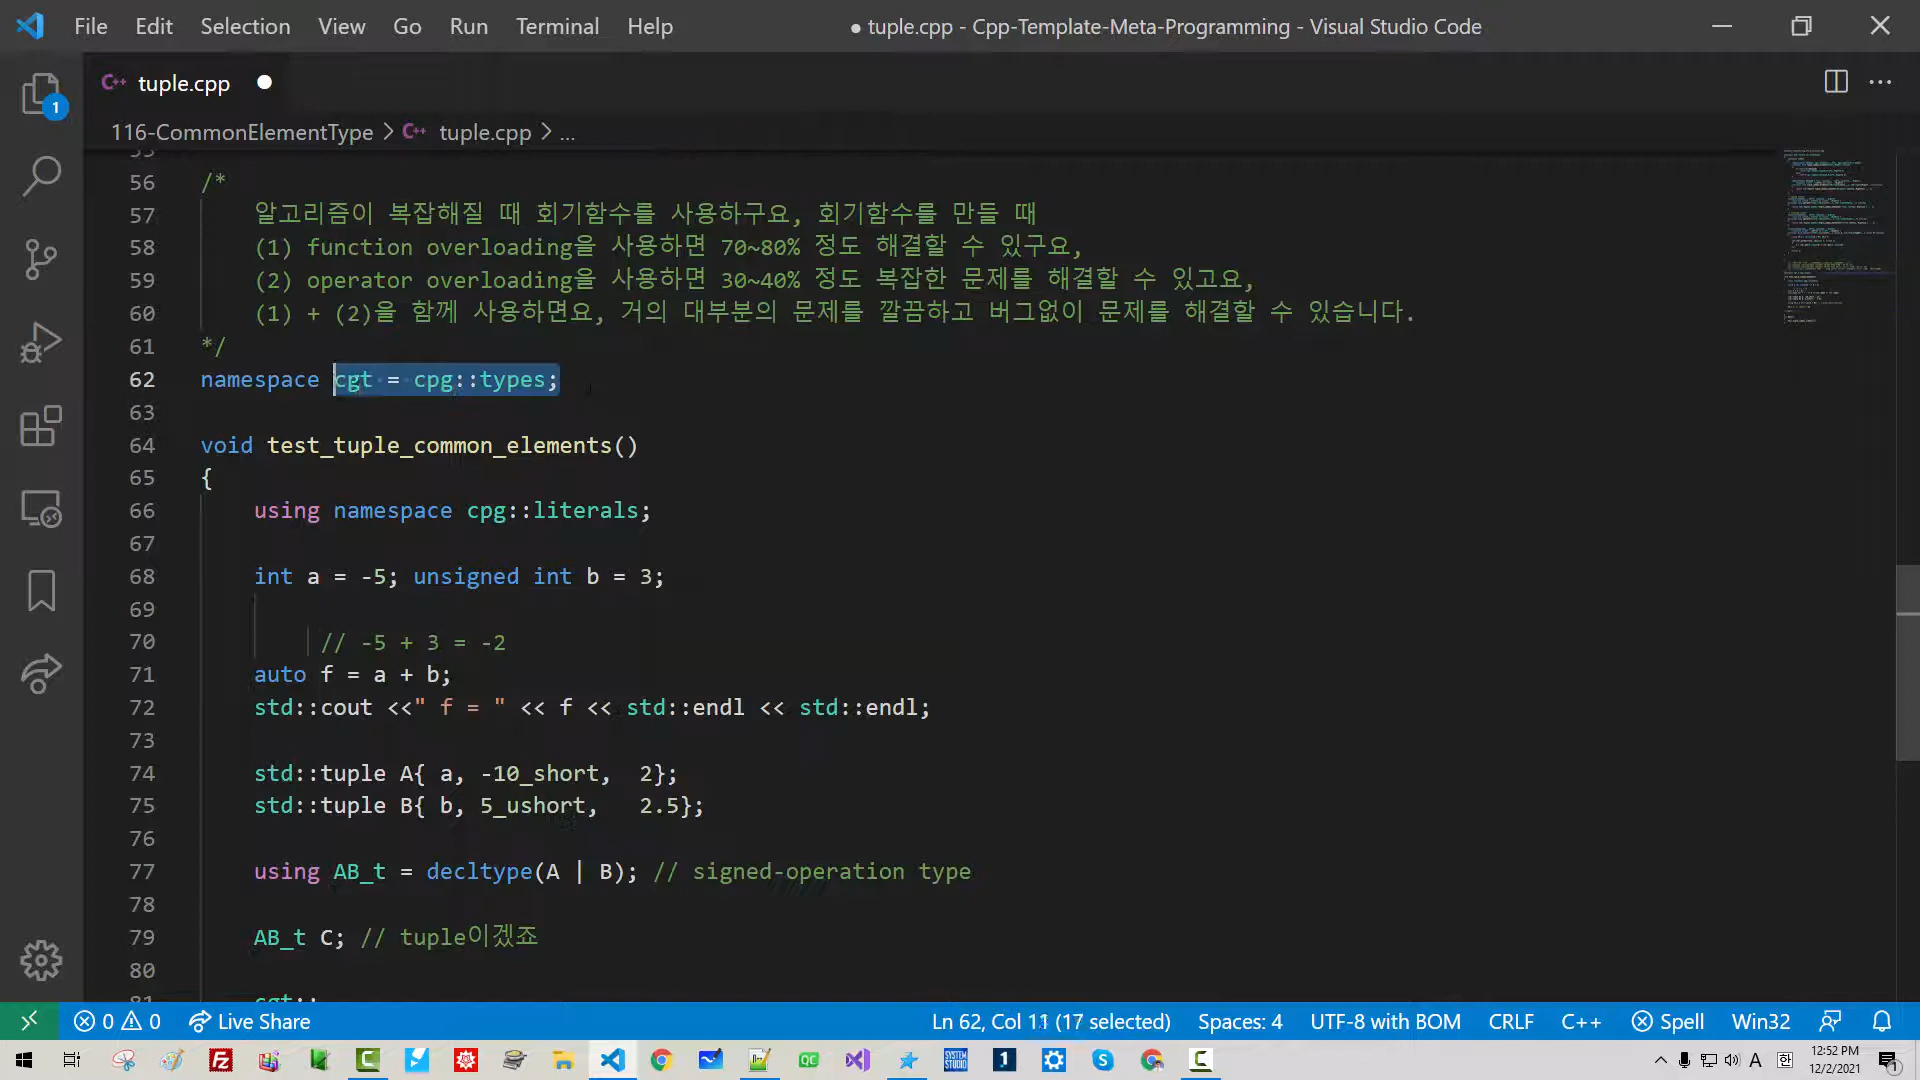 File Edit Selection View Go Run Terminal Help
● tuple.cpp - Cpp-Template-Meta-Programming - Visual Studio Code
tuple.cpp
116-CommonElementType > tuple.cpp > ...
56 /*
57 알고리즘이 복잡해질 때 회기함수를 사용하구요, 회기함수를 만들 때
58 (1) function overloading을 사용하면 70~80% 정도 해결할 수 있구요,
59 (2) operator overloading을 사용하면 30~40% 정도 복잡한 문제를 해결할 수 있고요,
60 (1) + (2)을 함께 사용하면요, 거의 대부분의 문제를 깔끔하고 버그없이 문제를 해결할 수 있습니다.
61 */
62 namespace cgt = cpg::types;
63
64 void test_tuple_common_elements()
65 {
66 using namespace cpg::literals;
67
68 int a = -5; unsigned int b = 3;
69
70 // -5 + 3 = -2
71 auto f = a + b;
72 std::cout <<" f = " << f << std::endl << std::endl;
73
74 std::tuple A{ a, -10_short, 2};
75 std::tuple B{ b, 5_ushort, 2.5};
76
77 using AB_t = decltype(A | B); // signed-operation type
78
79 AB_t C; // tuple이겠죠
80
81 cgt::
1
0 0 Live Share
Ln 62, Col 11 (17 selected) Spaces: 4 UTF-8 with BOM CRLF C++ Spell Win32
12:52 PM
12/2/2021